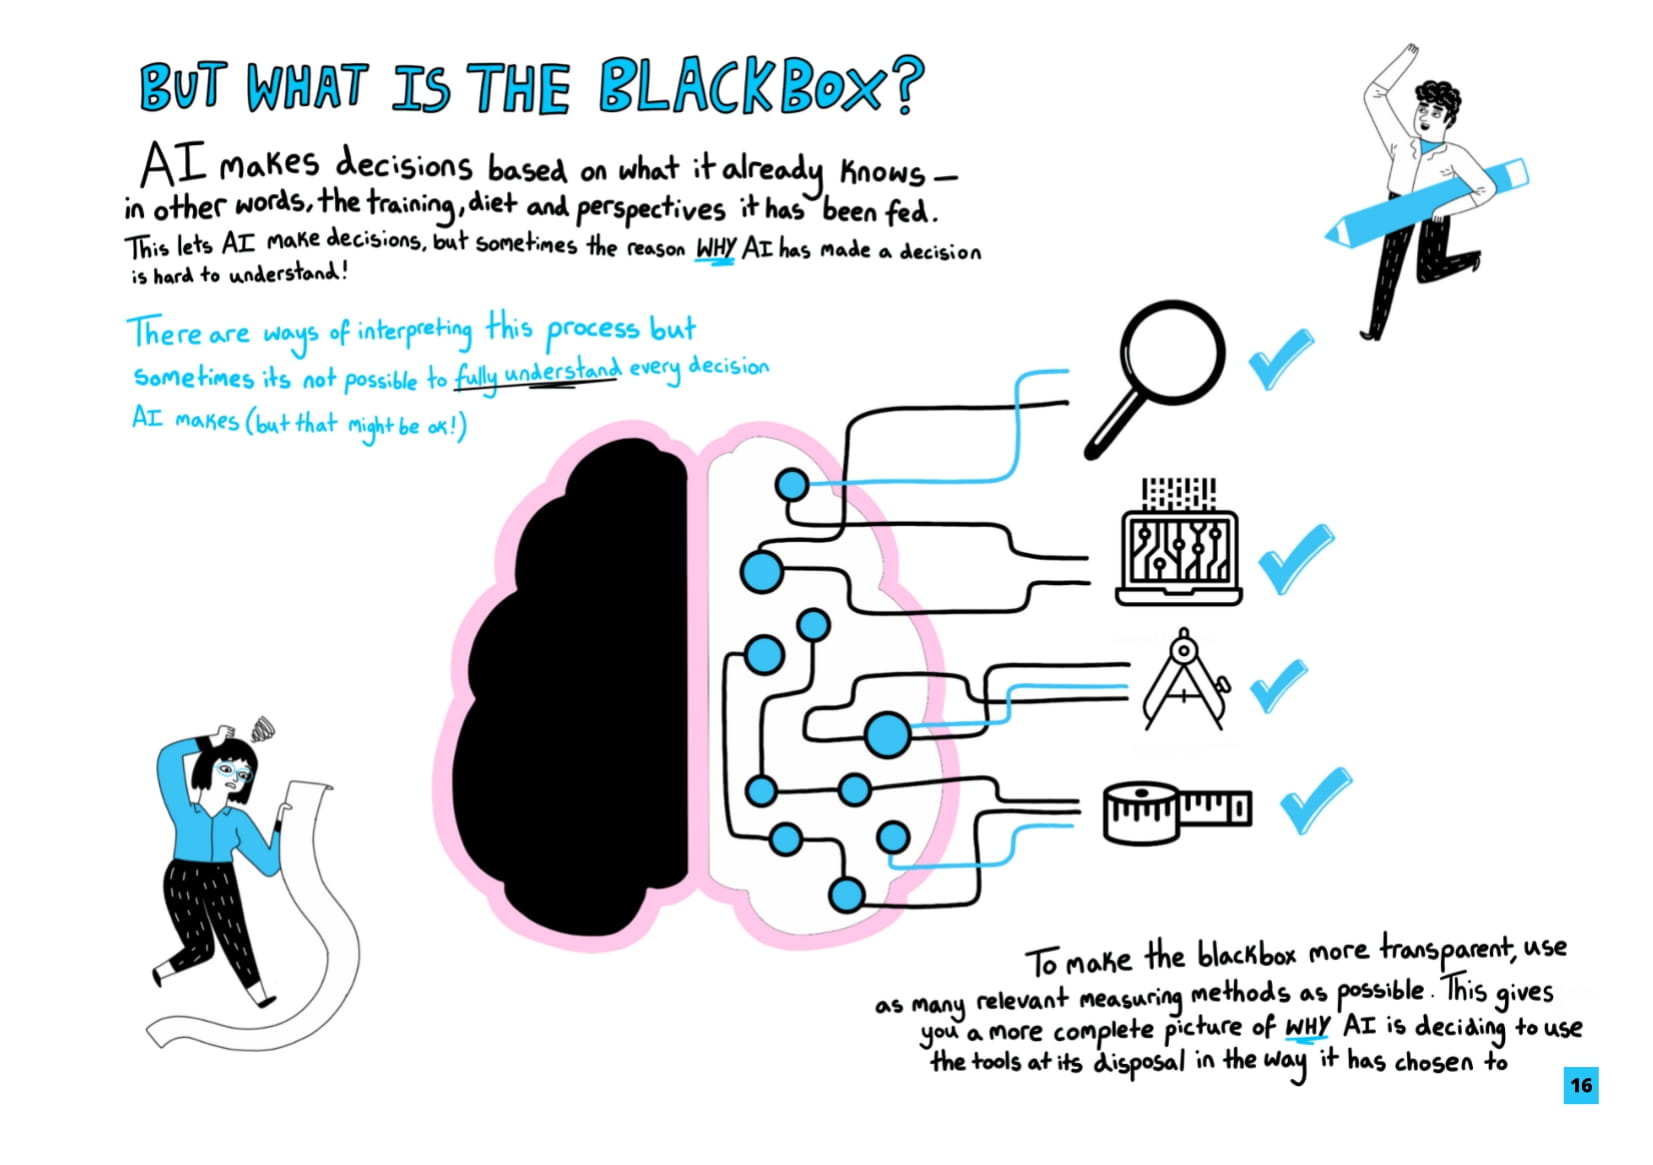 BUT WHAT IS THE BLACKBOX?
AI makes decisions based on what it already knows —
in other words, the training, diet and perspectives it has been fed.
This lets AI make decisions, but sometimes the reason WHY AI has made a decision
is hard to understand!
There are ways of interpreting this process but
sometimes its not possible to fully understand every decision
AI makes (but that might be ok!)
To make the blackbox more transparent, use
as many relevant measuring methods as possible. This gives
you a more complete picture of WHY AI is deciding to use
the tools at its disposal in the way it has chosen to
16